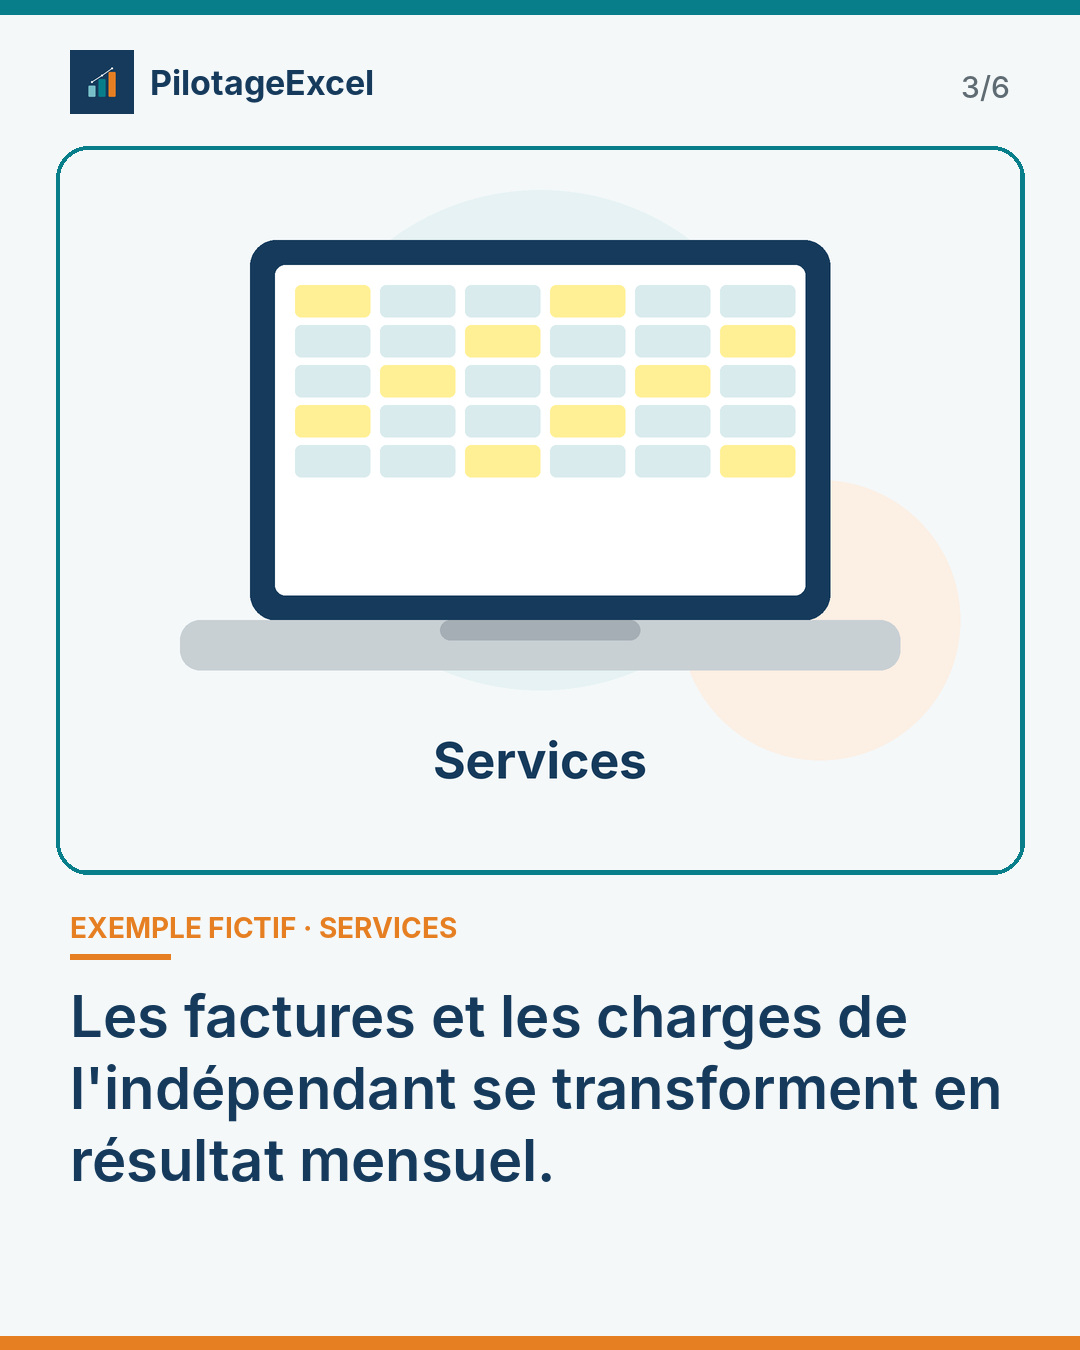 PilotageExcel
3/6
Services
EXEMPLE FICTIF · SERVICES
Les factures et les charges de
l'indépendant se transforment en
résultat mensuel.